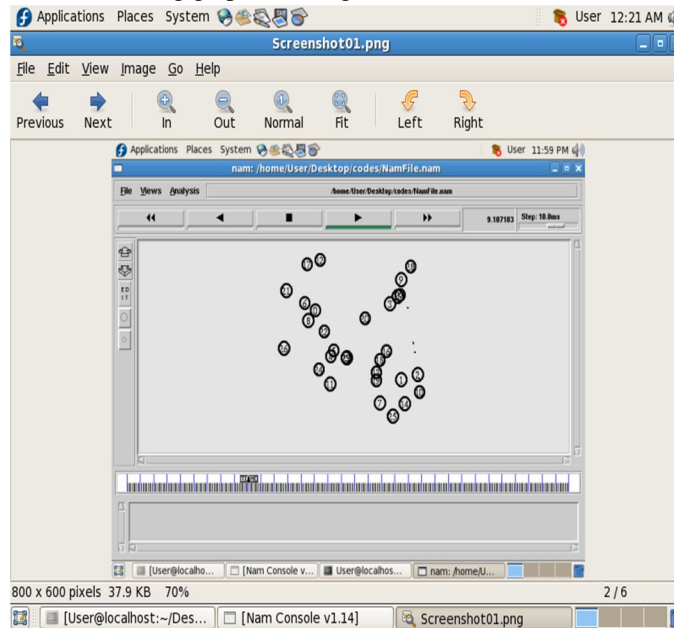 Applications Places System User 12:21 AM
Screenshot01.png
File Edit View Image Go Help
Previous Next In Out Normal Fit Left Right
Applications Places System User 11:59 PM
nam: /home/User/Desktop/codes/NamFile.nam
File Views Analysis /home/User/Desktop/codes/NamFile.nam
9.107183 Step: 10.0ms
[User@localho... [Nam Console v... User@localhos... nam: /home/U...
800 x 600 pixels 37.9 KB 70% 2 / 6
[User@localhost:~/Des... [Nam Console v1.14] Screenshot01.png